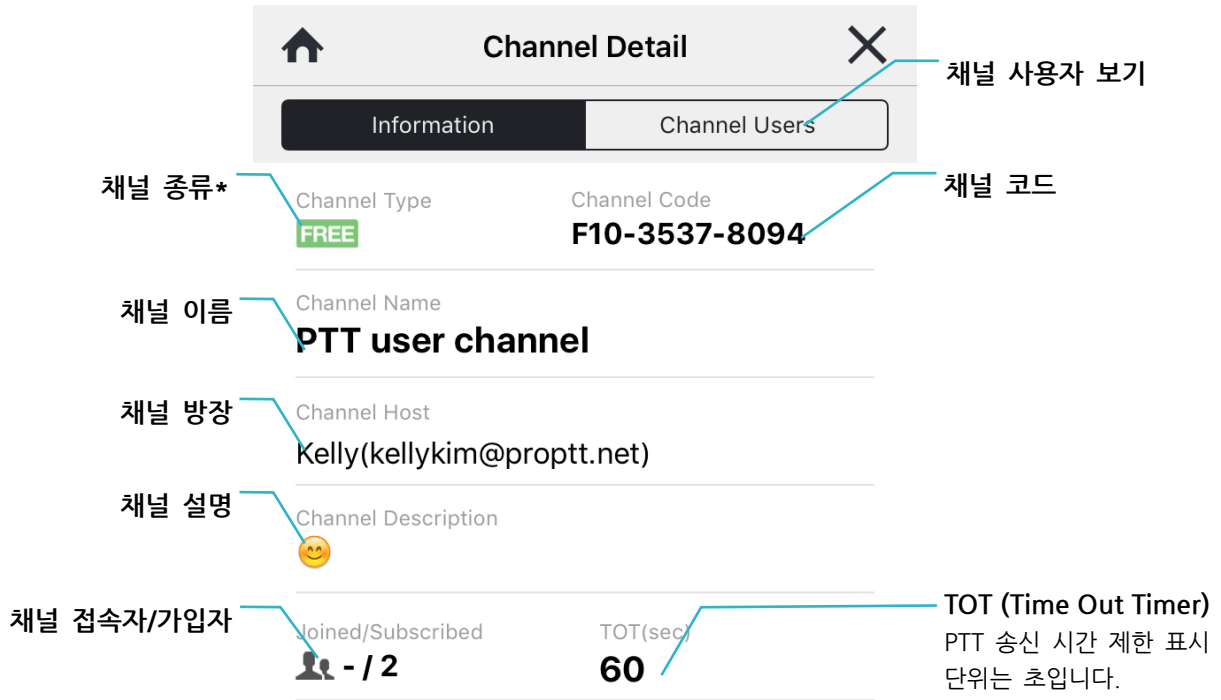 Channel Detail
채널 사용자 보기
Information
Channel Users
채널 종류*
채널 코드
Channel Type
Channel Code
FREE
F10-3537-8094
채널 이름
Channel Name
PTT user channel
채널 방장
Channel Host
Kelly(kellykim@proptt.net)
채널 설명
Channel Description
채널 접속자/가입자
Joined/Subscribed
TOT(sec)
- / 2
60
TOT (Time Out Timer)
PTT 송신 시간 제한 표시
단위는 초입니다.